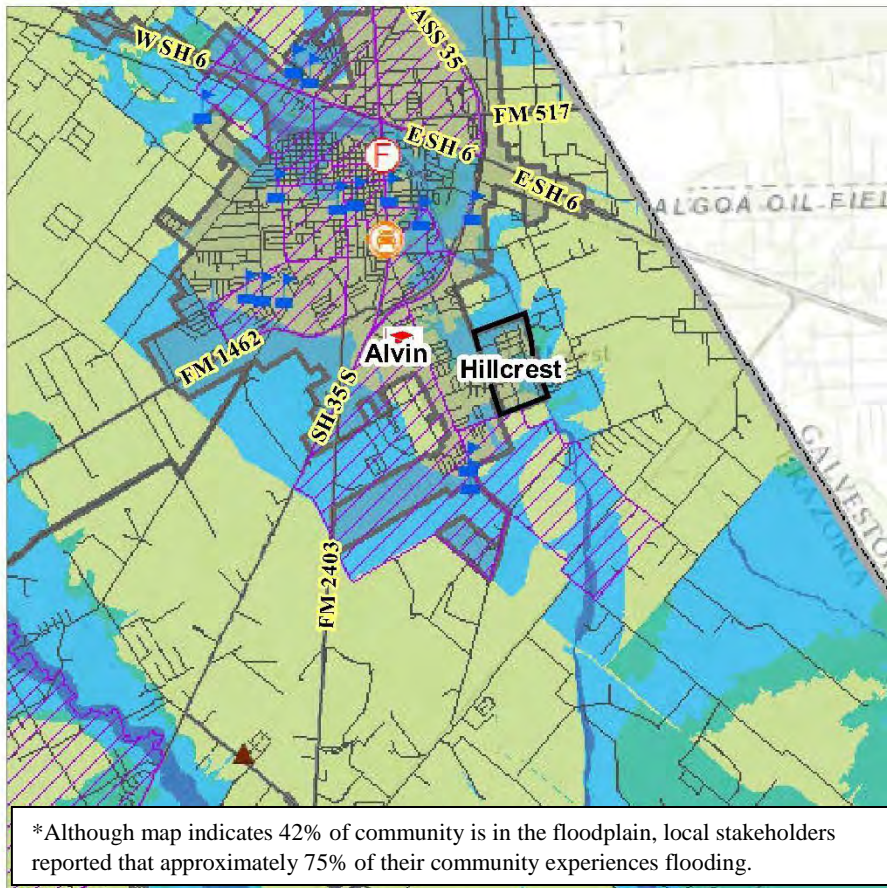 W SH 6
ASS 35
FM 517
E SH 6
E SH 6
F
ALGOA OIL FIEL
Alvin
Hillcrest
FM 1462
SH 35 S
GALVESTON
BRAZORIA
FM 2403
*Although map indicates 42% of community is in the floodplain, local stakeholders
reported that approximately 75% of their community experiences flooding.